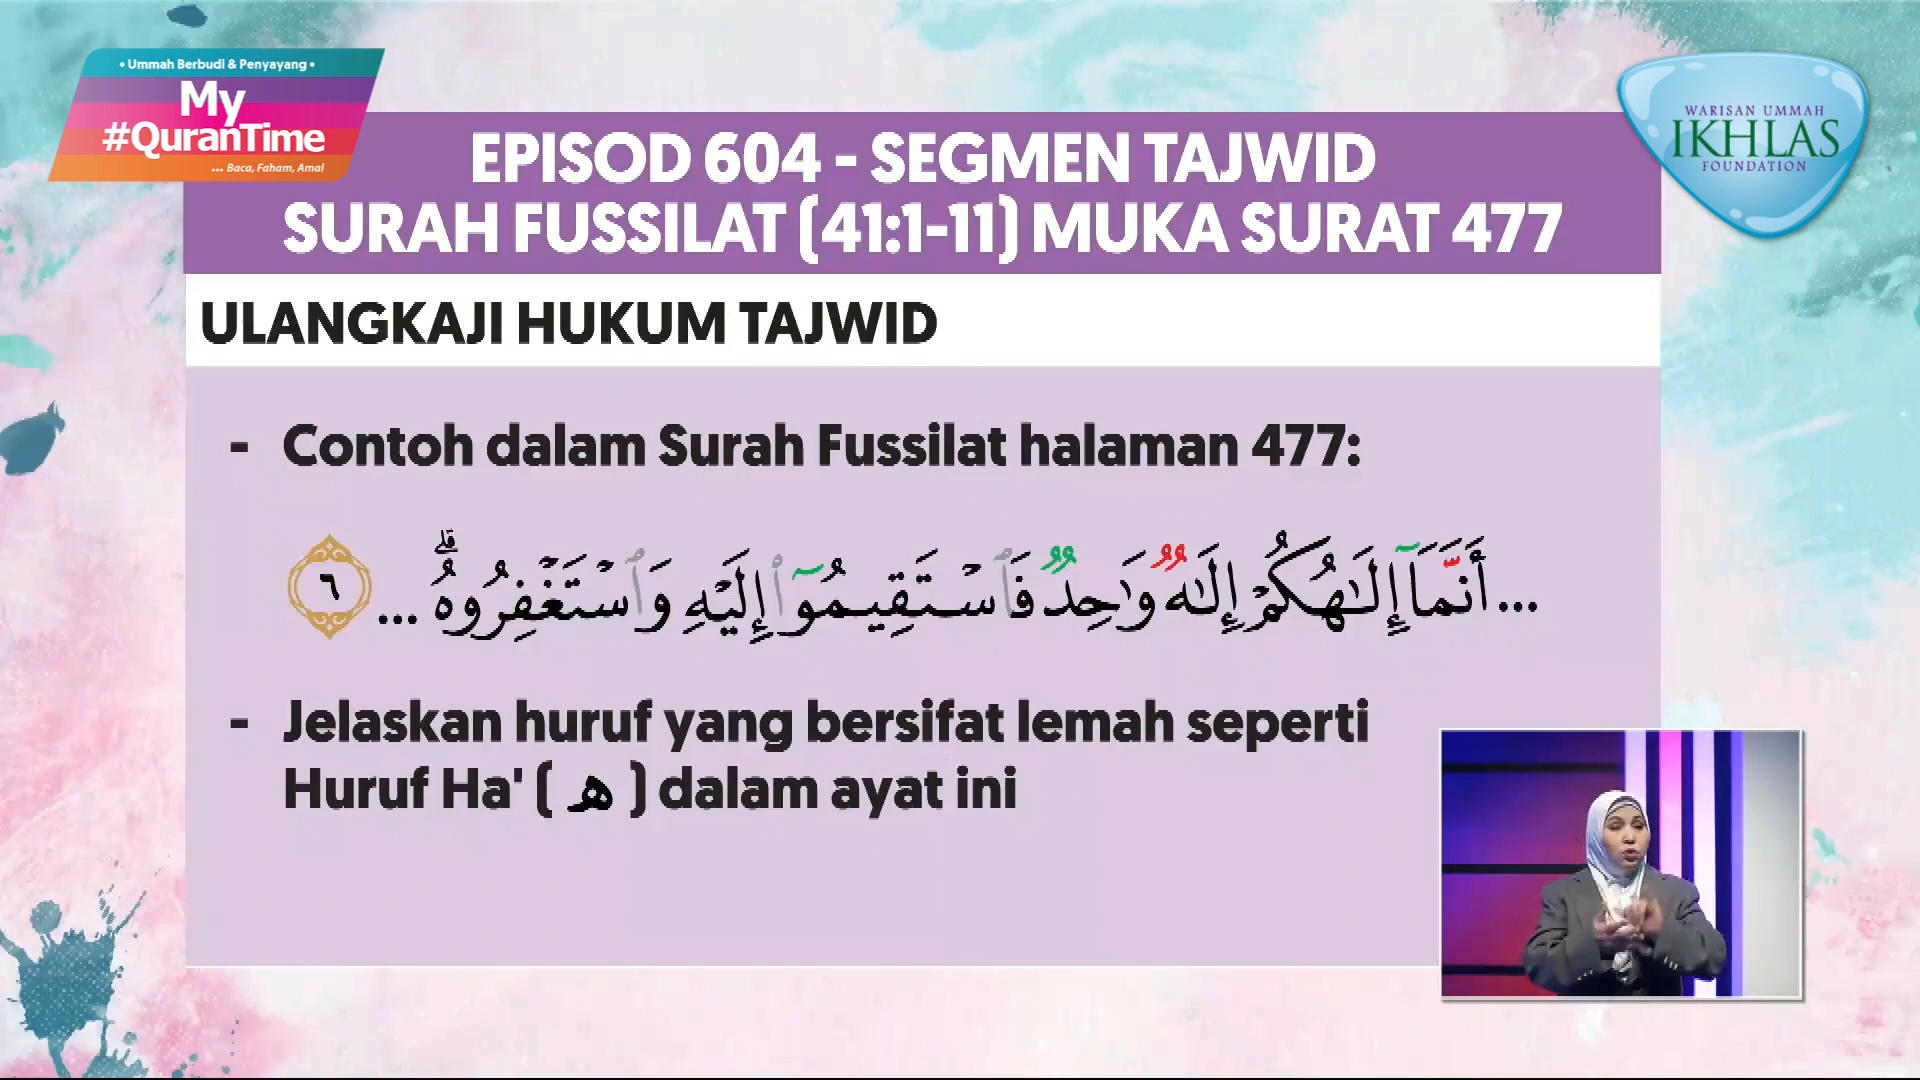 • Ummah Berbudi & Penyayang •
My
#QuranTime
... Baca, Faham, Amal
WARISAN UMMAH
IKHLAS
FOUNDATION
EPISOD 604 - SEGMEN TAJWID
SURAH FUSSILAT (41:1-11) MUKA SURAT 477
ULANGKAJI HUKUM TAJWID
- Contoh dalam Surah Fussilat halaman 477:
...أَنَّمَآ إِلَـٰهُكُمۡ إِلَـٰهٌ وَٰحِدٌ فَٱسۡتَقِيمُوٓاْ إِلَيۡهِ وَٱسۡتَغۡفِرُوهُۗ ... ٦
- Jelaskan huruf yang bersifat lemah seperti
Huruf Ha' ( ه ) dalam ayat ini